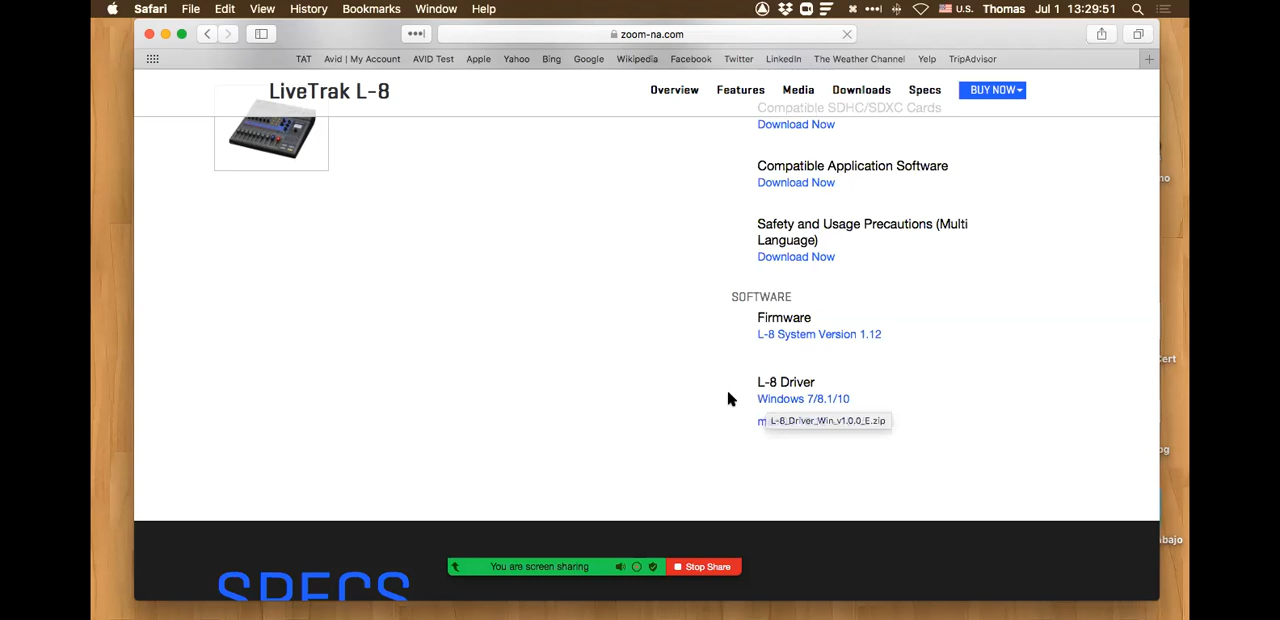 Safari File Edit View History Bookmarks Window Help U.S. Thomas Jul 1 13:29:51
zoom-na.com
TAT Avid | My Account AVID Test Apple Yahoo Bing Google Wikipedia Facebook Twitter LinkedIn The Weather Channel Yelp TripAdvisor
LiveTrak L-8 Overview Features Media Downloads Specs BUY NOW
Compatible SDHC/SDXC Cards
Download Now
Compatible Application Software
Download Now
Safety and Usage Precautions (Multi
Language)
Download Now
SOFTWARE
Firmware
L-8 System Version 1.12
L-8 Driver
Windows 7/8.1/10
L-8_Driver_Win_v1.0.0_E.zip
SPECS
You are screen sharing Stop Share
Abajo